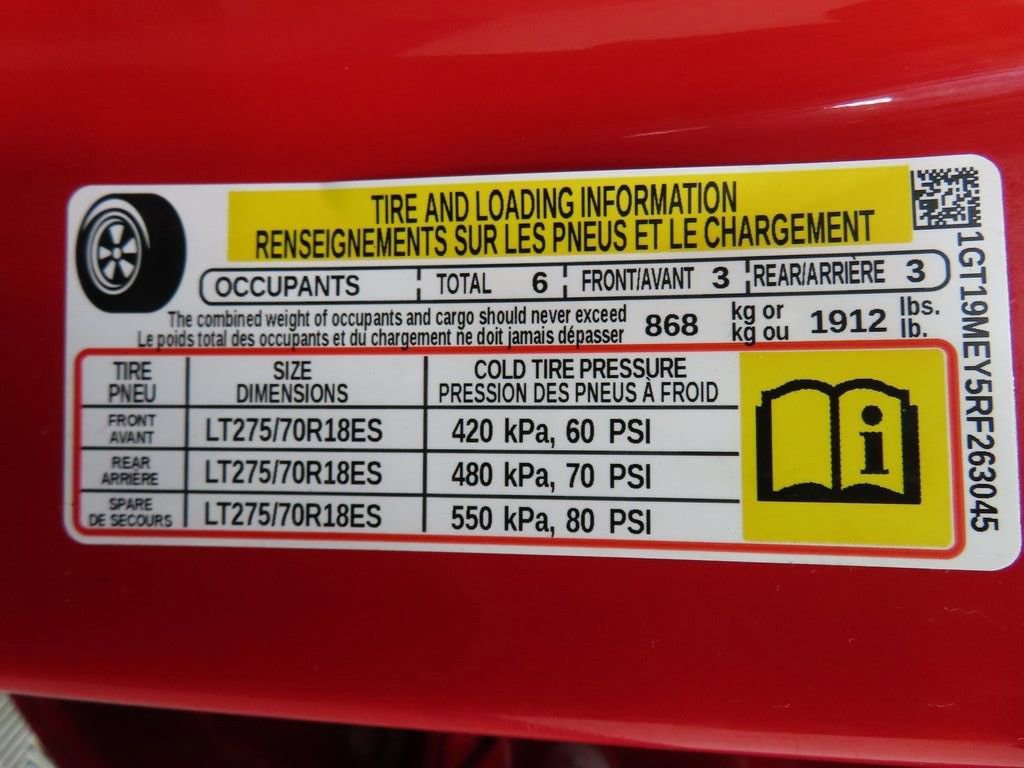 TIRE AND LOADING INFORMATION
RENSEIGNEMENTS SUR LES PNEUS ET LE CHARGEMENT
OCCUPANTS TOTAL 6 FRONT/AVANT 3 REAR/ARRIÈRE 3
The combined weight of occupants and cargo should never exceed 868 kg or 1912 lbs.
Le poids total des occupants et du chargement ne doit jamais dépasser kg ou lb.
TIRE SIZE COLD TIRE PRESSURE
PNEU DIMENSIONS PRESSION DES PNEUS À FROID
FRONT
AVANT LT275/70R18ES 420 kPa, 60 PSI
REAR
ARRIÈRE LT275/70R18ES 480 kPa, 70 PSI
SPARE
DE SECOURS LT275/70R18ES 550 kPa, 80 PSI
i
1GT19MEY5RF263045